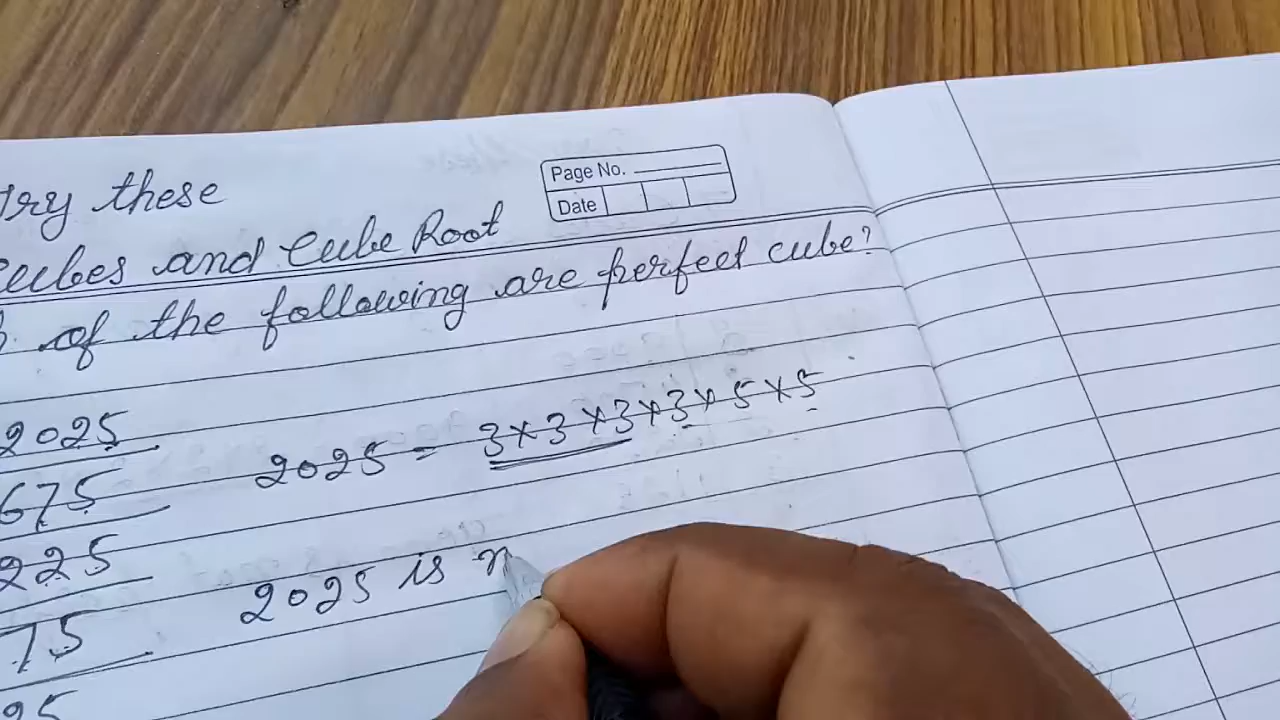 Try these
Page No.
Date
Cubes and Cube Root
of the following are perfect cube?
2025
2025 = 3×3×3×3×5×5
675
225
2025 is n
75
25